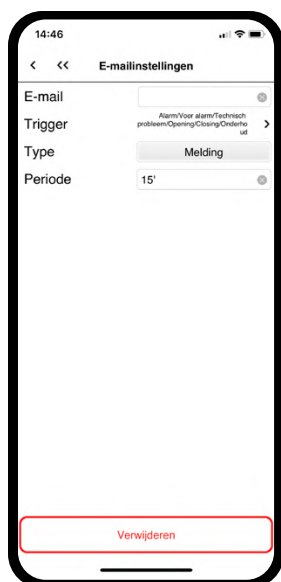 14:46
< << E-mailinstellingen
E-mail
Trigger Alarm/Voor alarm/Technisch
probleem/Opening/Closing/Onderho
ud >
Type Melding
Periode 15'
Verwijderen